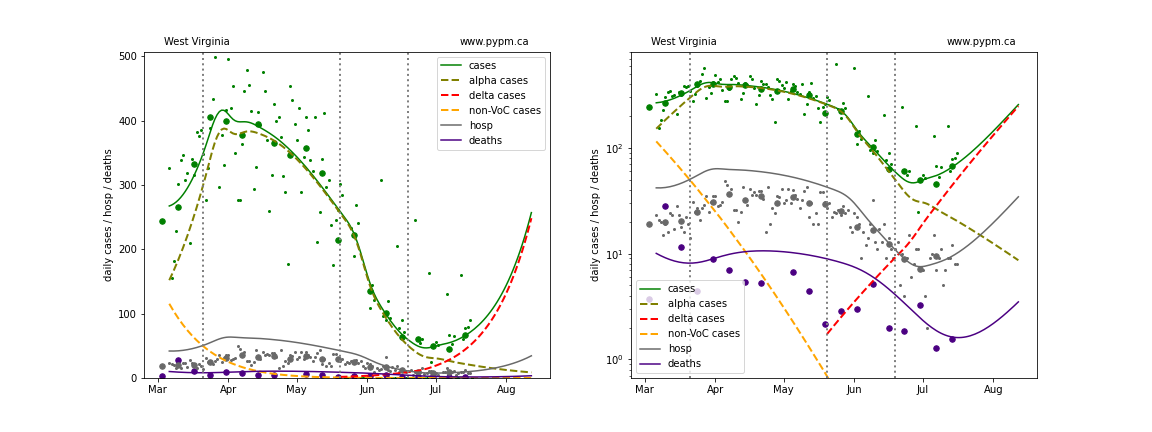 West Virginia
www.pypm.ca
daily cases / hosp / deaths
500
400
300
200
100
0
Mar
Apr
May
Jun
Jul
Aug
cases
alpha cases
delta cases
non-VoC cases
hosp
deaths
West Virginia
www.pypm.ca
daily cases / hosp / deaths
10²
10¹
10⁰
Mar
Apr
May
Jun
Jul
Aug
cases
alpha cases
delta cases
non-VoC cases
hosp
deaths